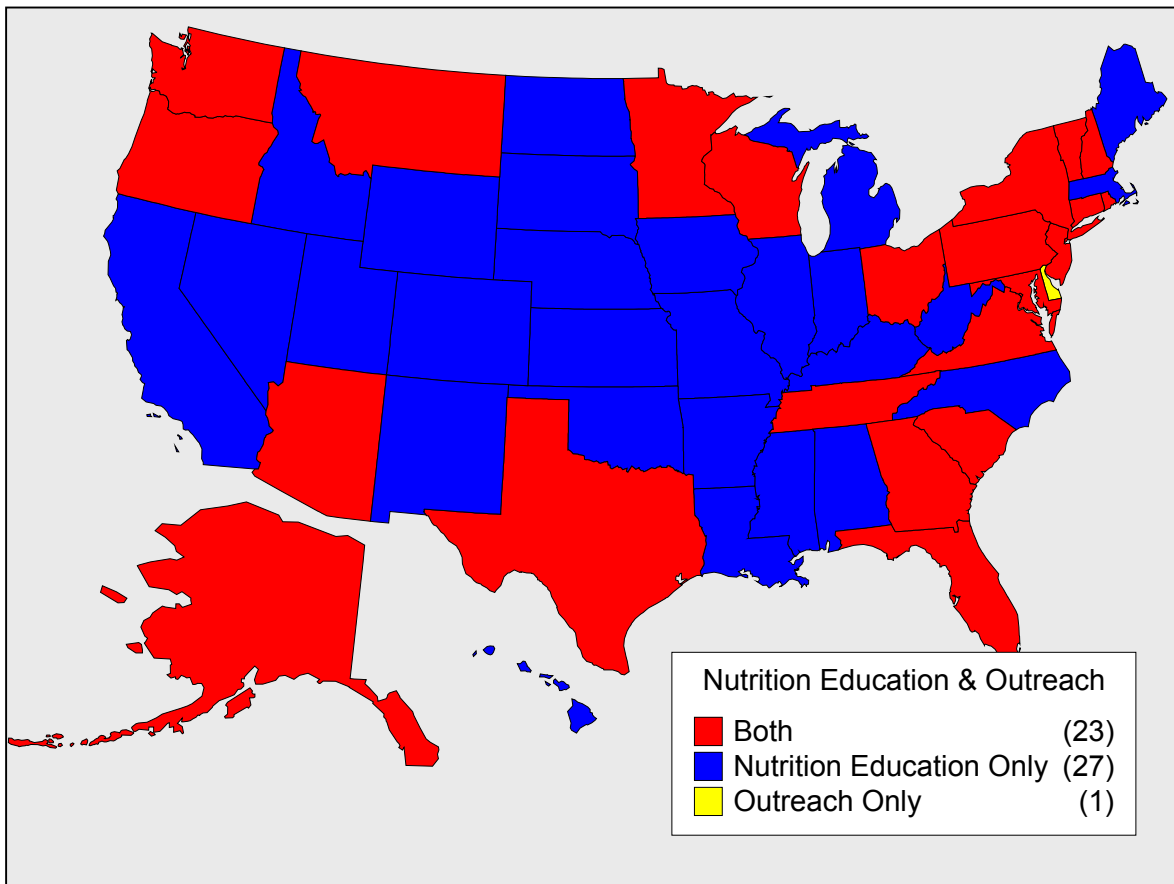 Nutrition Education & Outreach
Both (23)
Nutrition Education Only (27)
Outreach Only (1)